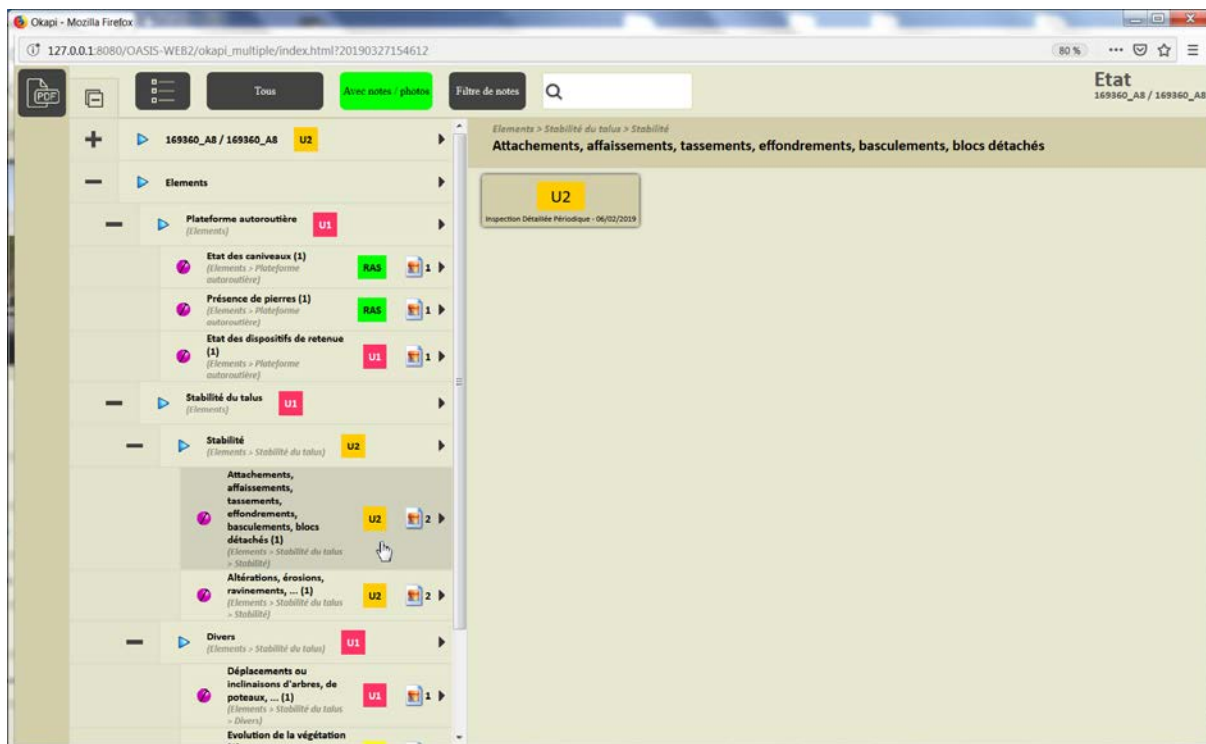 Okapi - Mozilla Firefox
127.0.0.1:8080/OASIS-WEB2/okapi_multiple/index.html?20190327154612
80 %
PDF
Tous
Avec notes / photos
Filtre de notes
Etat
169360_A8 / 169360_A8
169360_A8 / 169360_A8 U2
Elements
Plateforme autoroutière
(Elements)
U1
Etat des caniveaux (1)
(Elements > Plateforme
autoroutière)
RAS 1
Présence de pierres (1)
(Elements > Plateforme
autoroutière)
RAS 1
Etat des dispositifs de retenue
(1)
(Elements > Plateforme
autoroutière)
U1 1
Stabilité du talus
(Elements)
U1
Stabilité
(Elements > Stabilité du talus)
U2
Attachements,
affaissements,
tassements,
effondrements,
basculements, blocs
détachés (1)
(Elements > Stabilité du talus
> Stabilité)
U2 2
Altérations, érosions,
ravinements, ... (1)
(Elements > Stabilité du talus
> Stabilité)
U2 2
Divers
(Elements > Stabilité du talus)
U1
Déplacements ou
inclinaisons d'arbres, de
poteaux, ... (1)
(Elements > Stabilité du talus
> Divers)
U1 1
Evolution de la végétation
Elements > Stabilité du talus > Stabilité
Attachements, affaissements, tassements, effondrements, basculements, blocs détachés
U2
Inspection Détaillée Périodique - 06/02/2019